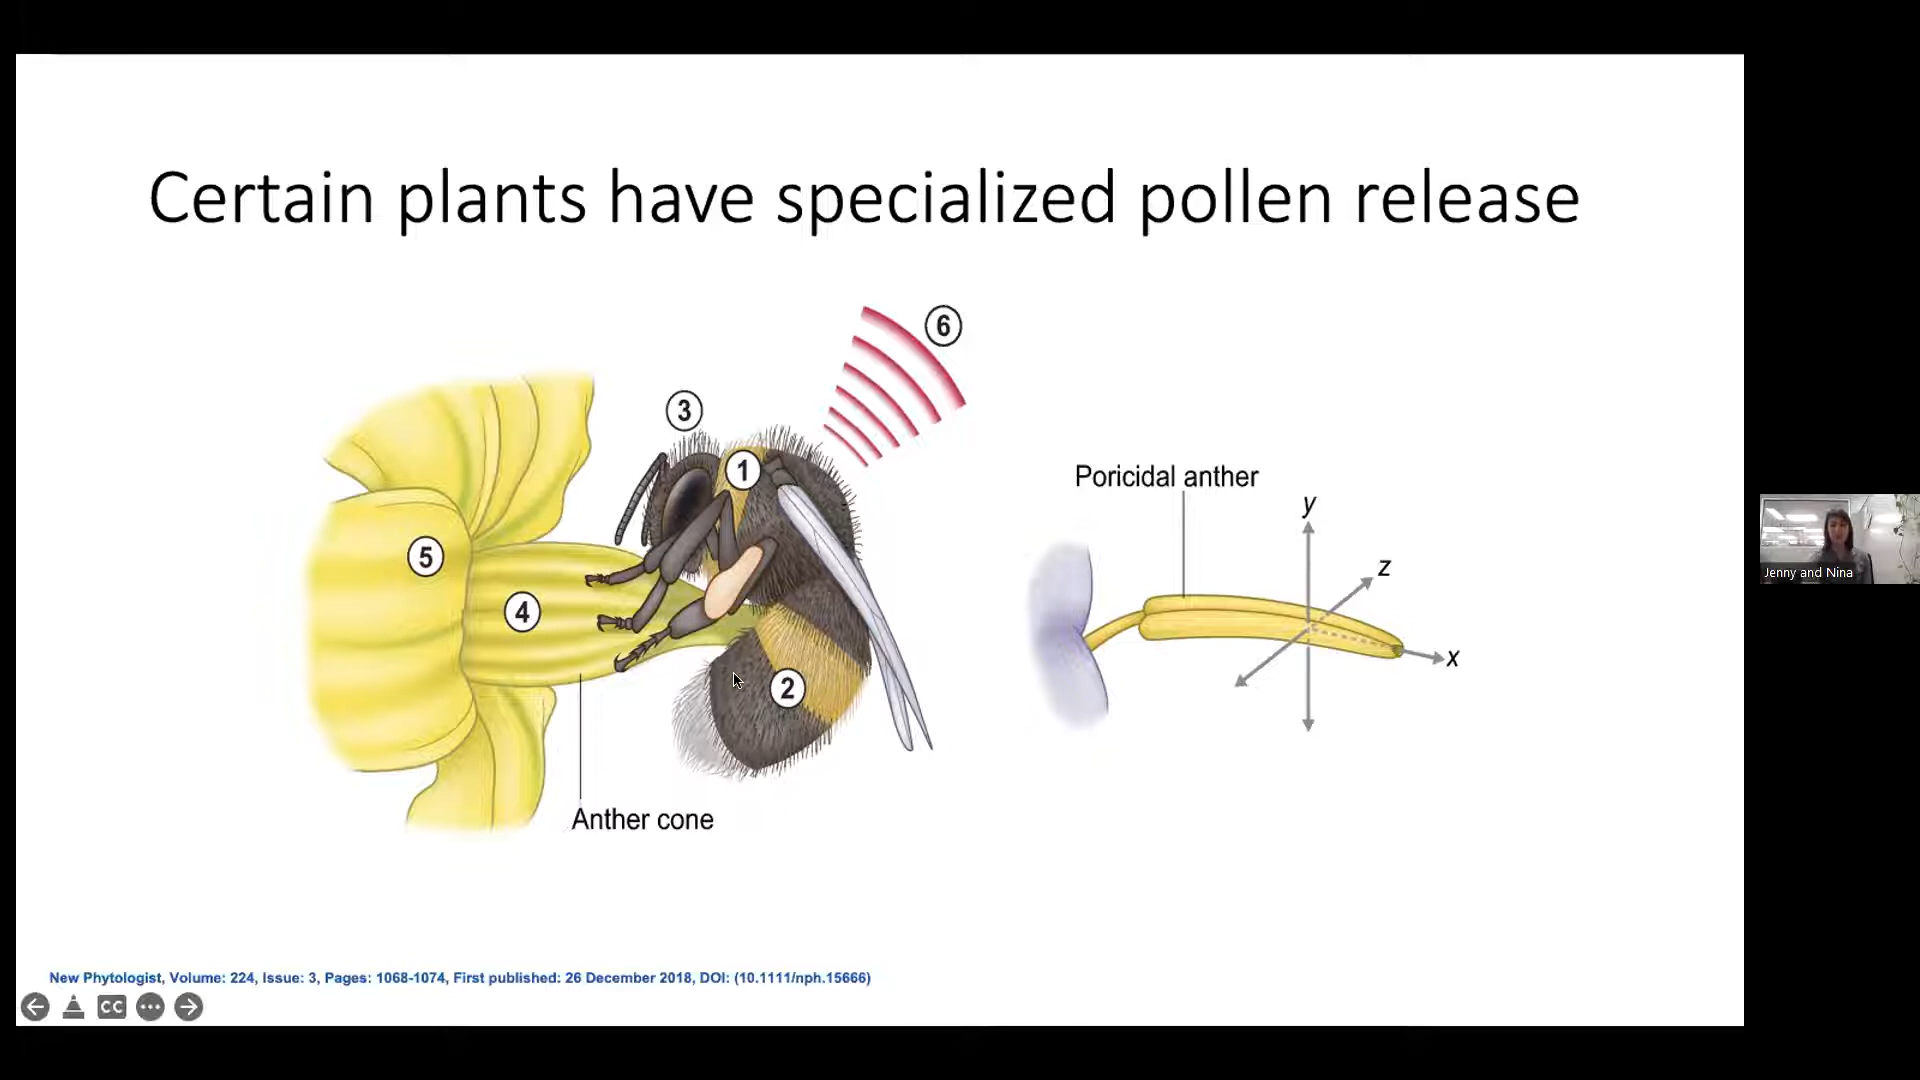 Certain plants have specialized pollen release
6
3
1
Poricidal anther
y
z
5
4
x
2
Anther cone
Jenny and Nina
New Phytologist, Volume: 224, Issue: 3, Pages: 1068-1074, First published: 26 December 2018, DOI: (10.1111/nph.15666)
CC